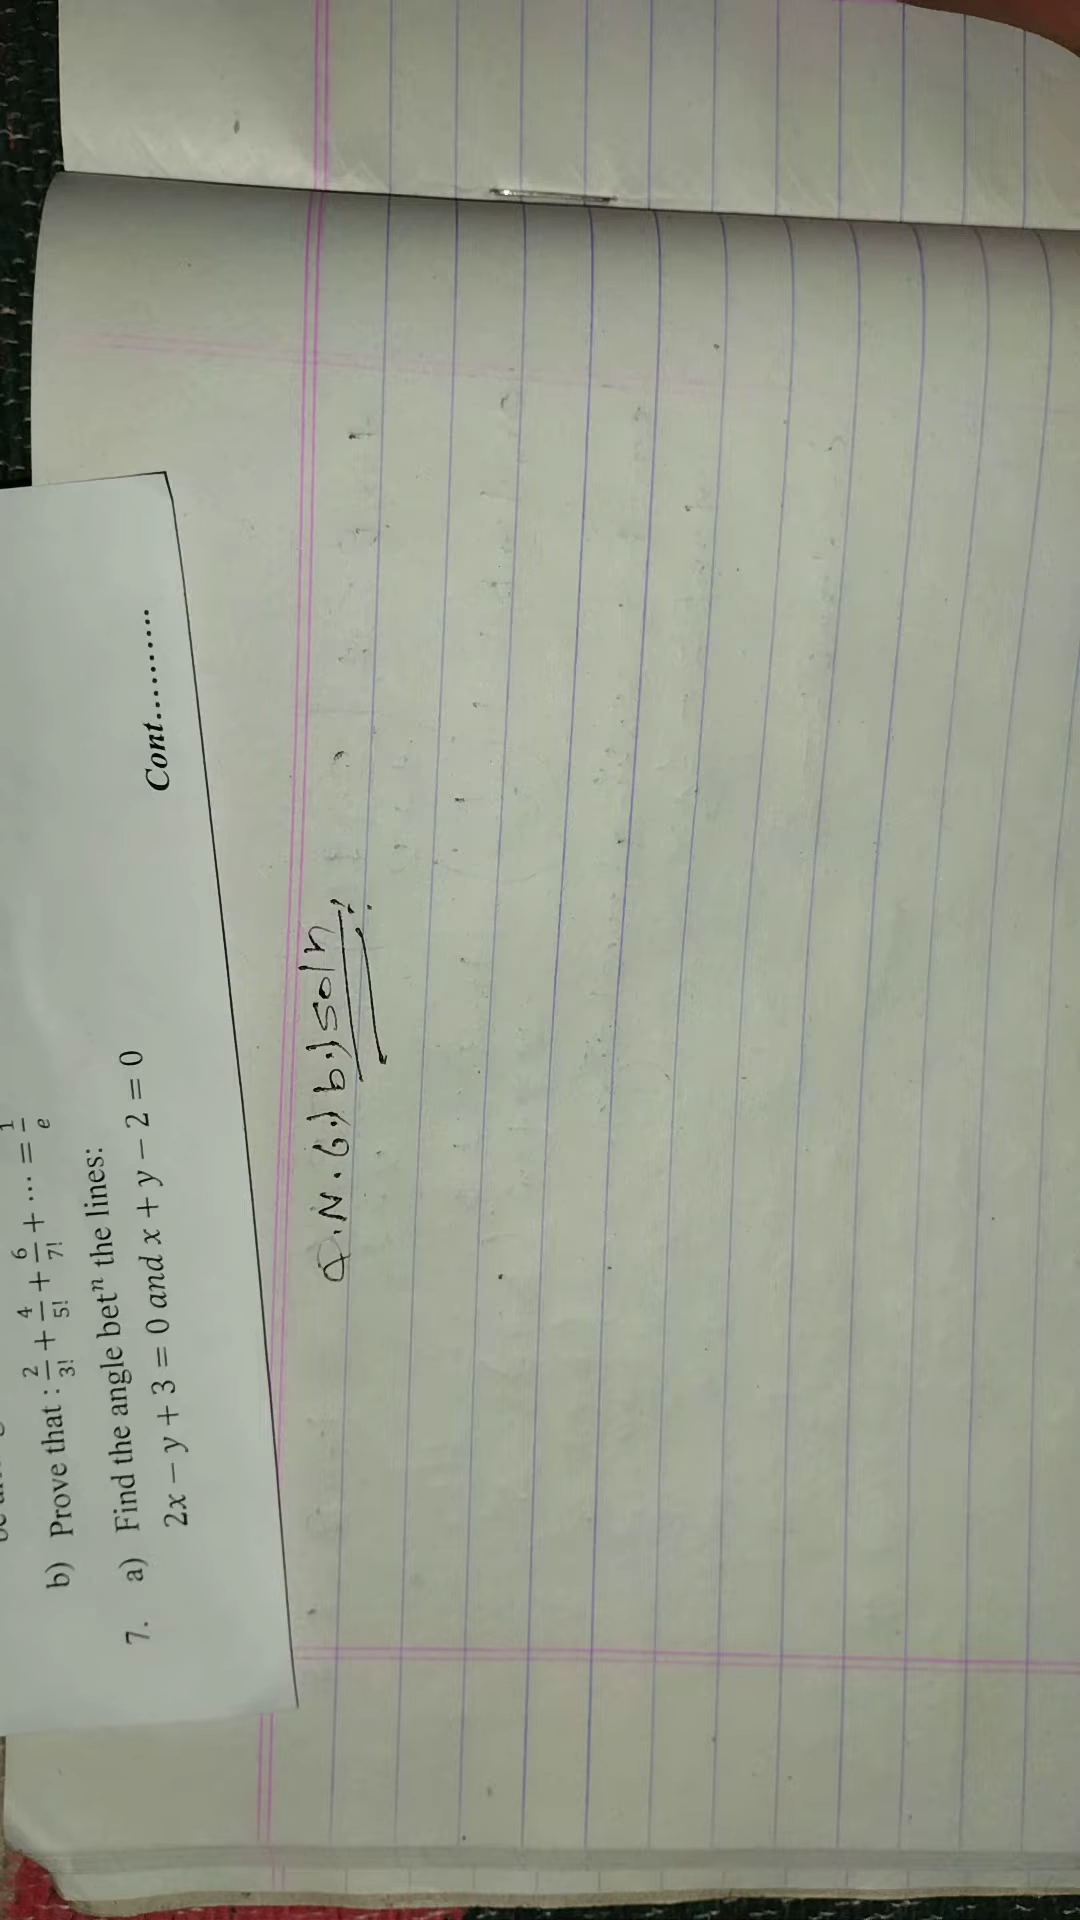 b) Prove that : 2/3! + 4/5! + 6/7! + ... = 1/e
7. a) Find the angle betⁿ the lines:
2x − y + 3 = 0 and x + y − 2 = 0
Cont...........
Q.N.6.) b.) soln